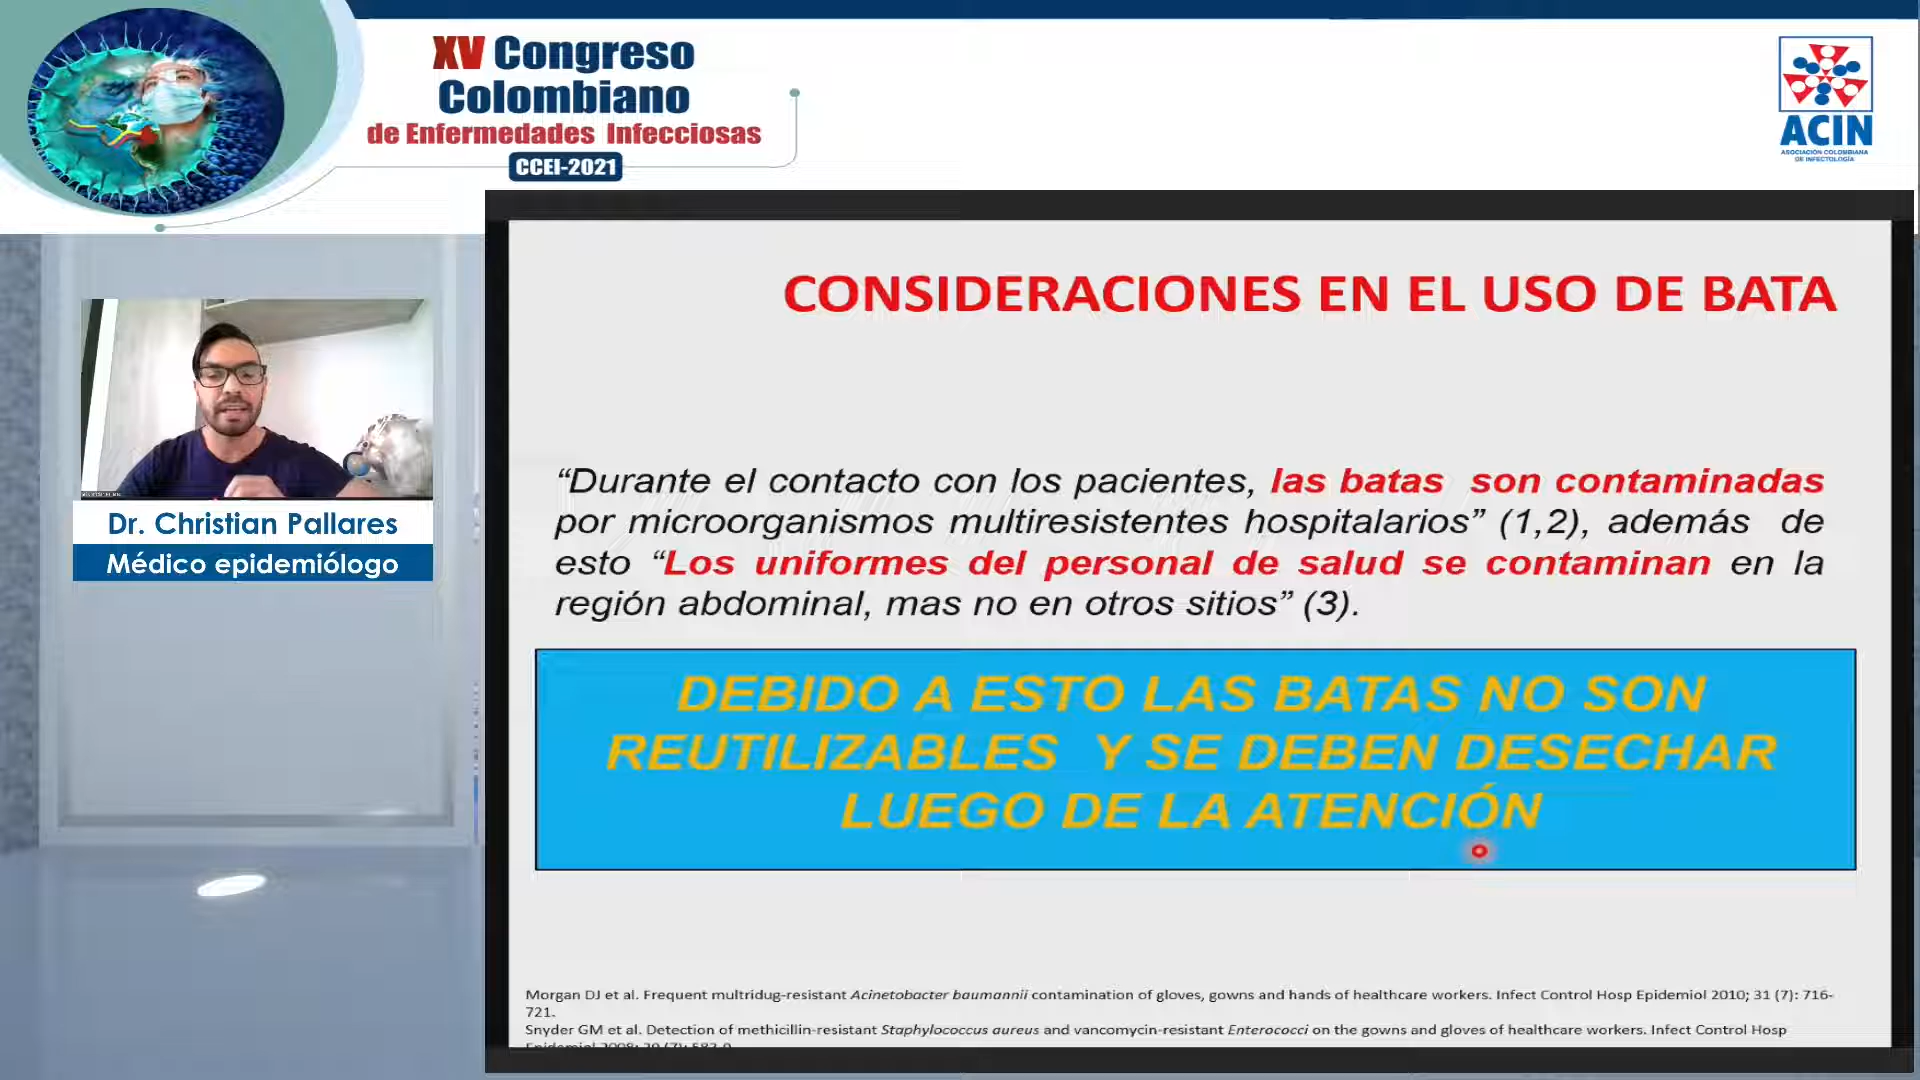 XV Congreso
Colombiano
de Enfermedades Infecciosas
CCEI-2021
ACIN
ASOCIACIÓN COLOMBIANA
DE INFECTOLOGÍA
Dr. Christian Pallares
Médico epidemiólogo
CONSIDERACIONES EN EL USO DE BATA
“Durante el contacto con los pacientes, las batas son contaminadas
por microorganismos multiresistentes hospitalarios” (1,2), además de
esto “Los uniformes del personal de salud se contaminan en la
región abdominal, mas no en otros sitios” (3).
DEBIDO A ESTO LAS BATAS NO SON
REUTILIZABLES Y SE DEBEN DESECHAR
LUEGO DE LA ATENCIÓN
Morgan DJ et al. Frequent multridug-resistant Acinetobacter baumannii contamination of gloves, gowns and hands of healthcare workers. Infect Control Hosp Epidemiol 2010; 31 (7): 716-
721.
Snyder GM et al. Detection of methicillin-resistant Staphylococcus aureus and vancomycin-resistant Enterococci on the gowns and gloves of healthcare workers. Infect Control Hosp